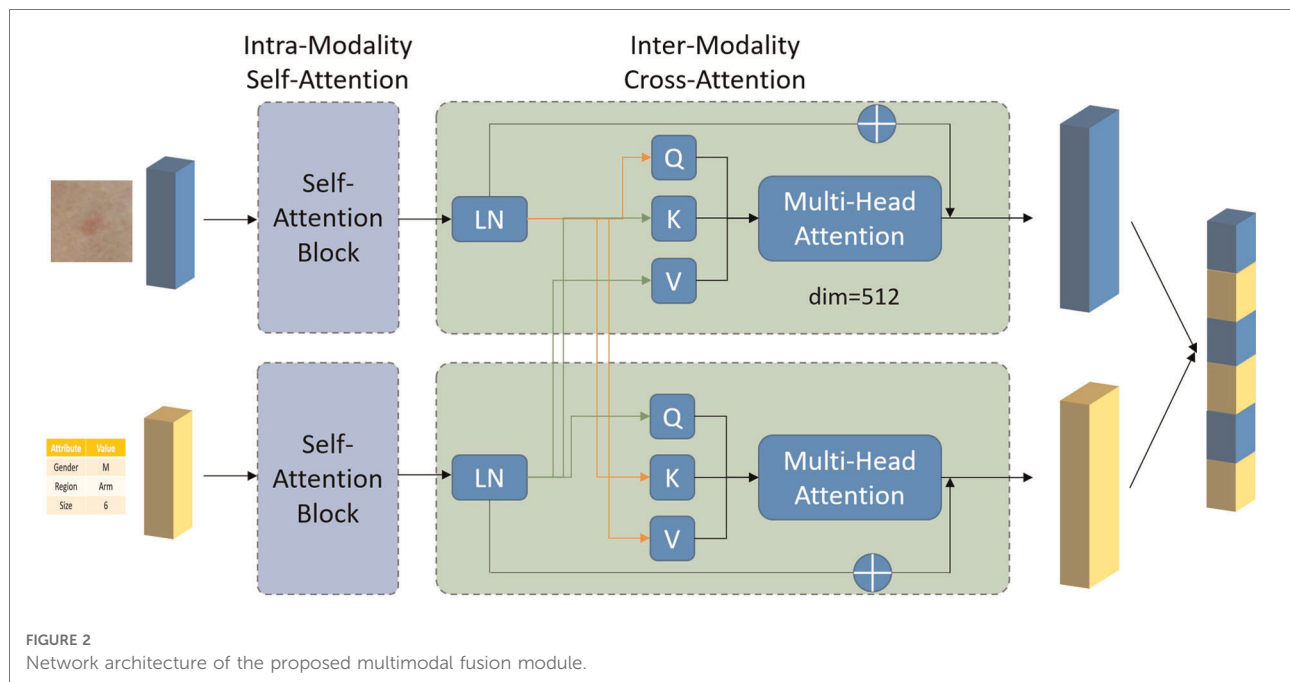 Intra-Modality
Self-Attention
Inter-Modality
Cross-Attention
Self-
Attention
Block
LN
Q
K
V
Multi-Head
Attention
dim=512
Attribute Value
Gender M
Region Arm
Size 6
Self-
Attention
Block
LN
Q
K
V
Multi-Head
Attention
FIGURE 2
Network architecture of the proposed multimodal fusion module.